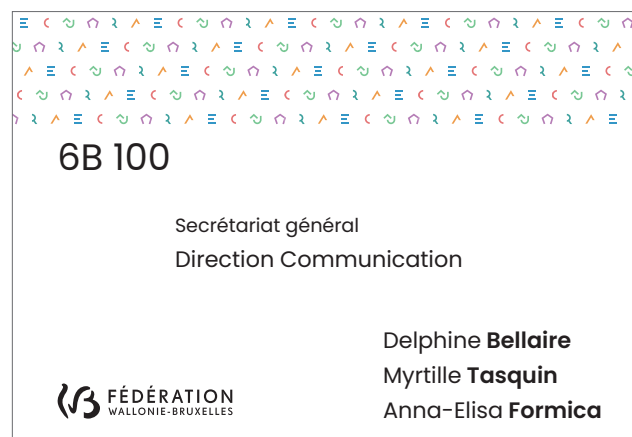 6B 100
Secrétariat général
Direction Communication
Delphine Bellaire
Myrtille Tasquin
Anna-Elisa Formica
FÉDÉRATION
WALLONIE-BRUXELLES